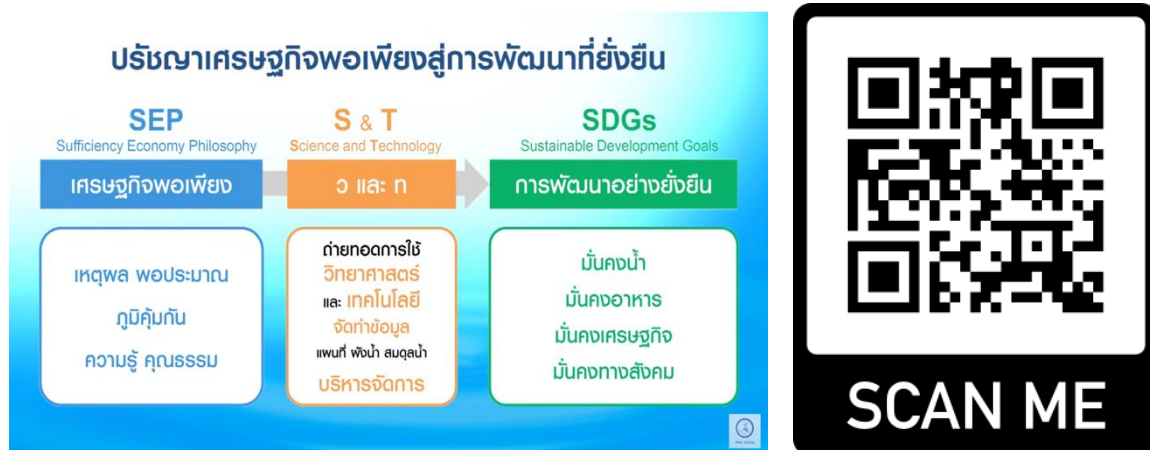 ปรัชญาเศรษฐกิจพอเพียงสู่การพัฒนาที่ยั่งยืน
SEP
Sufficiency Economy Philosophy
เศรษฐกิจพอเพียง
เหตุผล พอประมาณ
ภูมิคุ้มกัน
ความรู้ คุณธรรม
S & T
Science and Technology
ว และ ท
ถ่ายทอดการใช้
วิทยาศาสตร์
และ เทคโนโลยี
จัดทำข้อมูล
แผนที่ ผังน้ำ สมดุลน้ำ
บริหารจัดการ
SDGs
Sustainable Development Goals
การพัฒนาอย่างยั่งยืน
มั่นคงน้ำ
มั่นคงอาหาร
มั่นคงเศรษฐกิจ
มั่นคงทางสังคม
SCAN ME